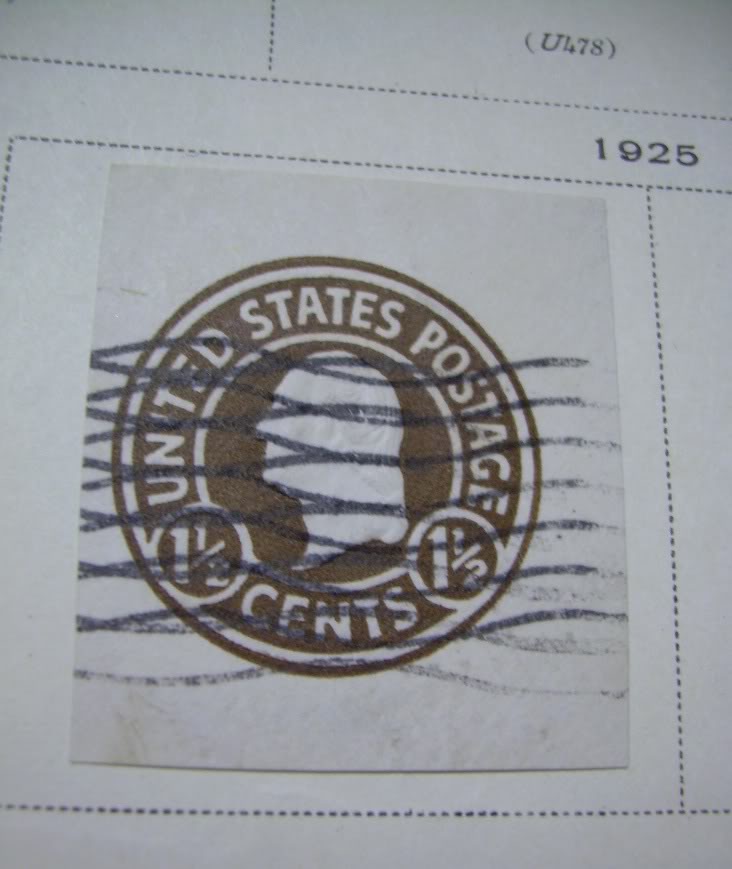 (U478)
1925
UNITED STATES POSTAGE
1½ 1½
CENTS